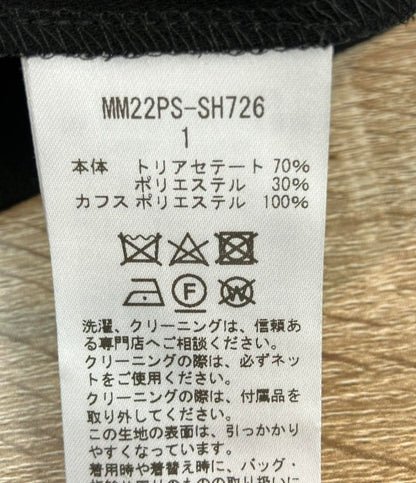 MM22PS-SH726
1
本体 トリアセテート 70%
ポリエステル 30%
カフス ポリエステル 100%
F
W
洗濯、クリーニングは、信頼あ
る専門店へご相談ください。
クリーニングの際は、必ずネッ
トをご使用ください。
クリーニングの際は、付属品を
取り外してください。
この生地の表面は、引っかかり
やすくなっています。
着用時や着替え時に、バッグ・